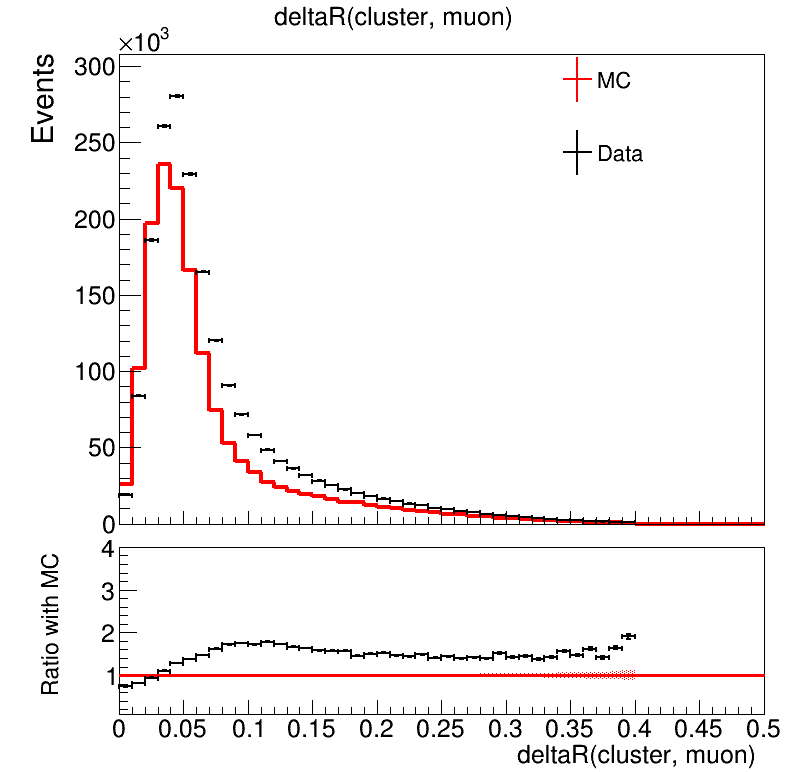 deltaR(cluster, muon)
×10³
Events
300
250
200
150
100
50
0
MC
Data
Ratio with MC
4
3
2
1
0 0.05 0.1 0.15 0.2 0.25 0.3 0.35 0.4 0.45 0.5
deltaR(cluster, muon)